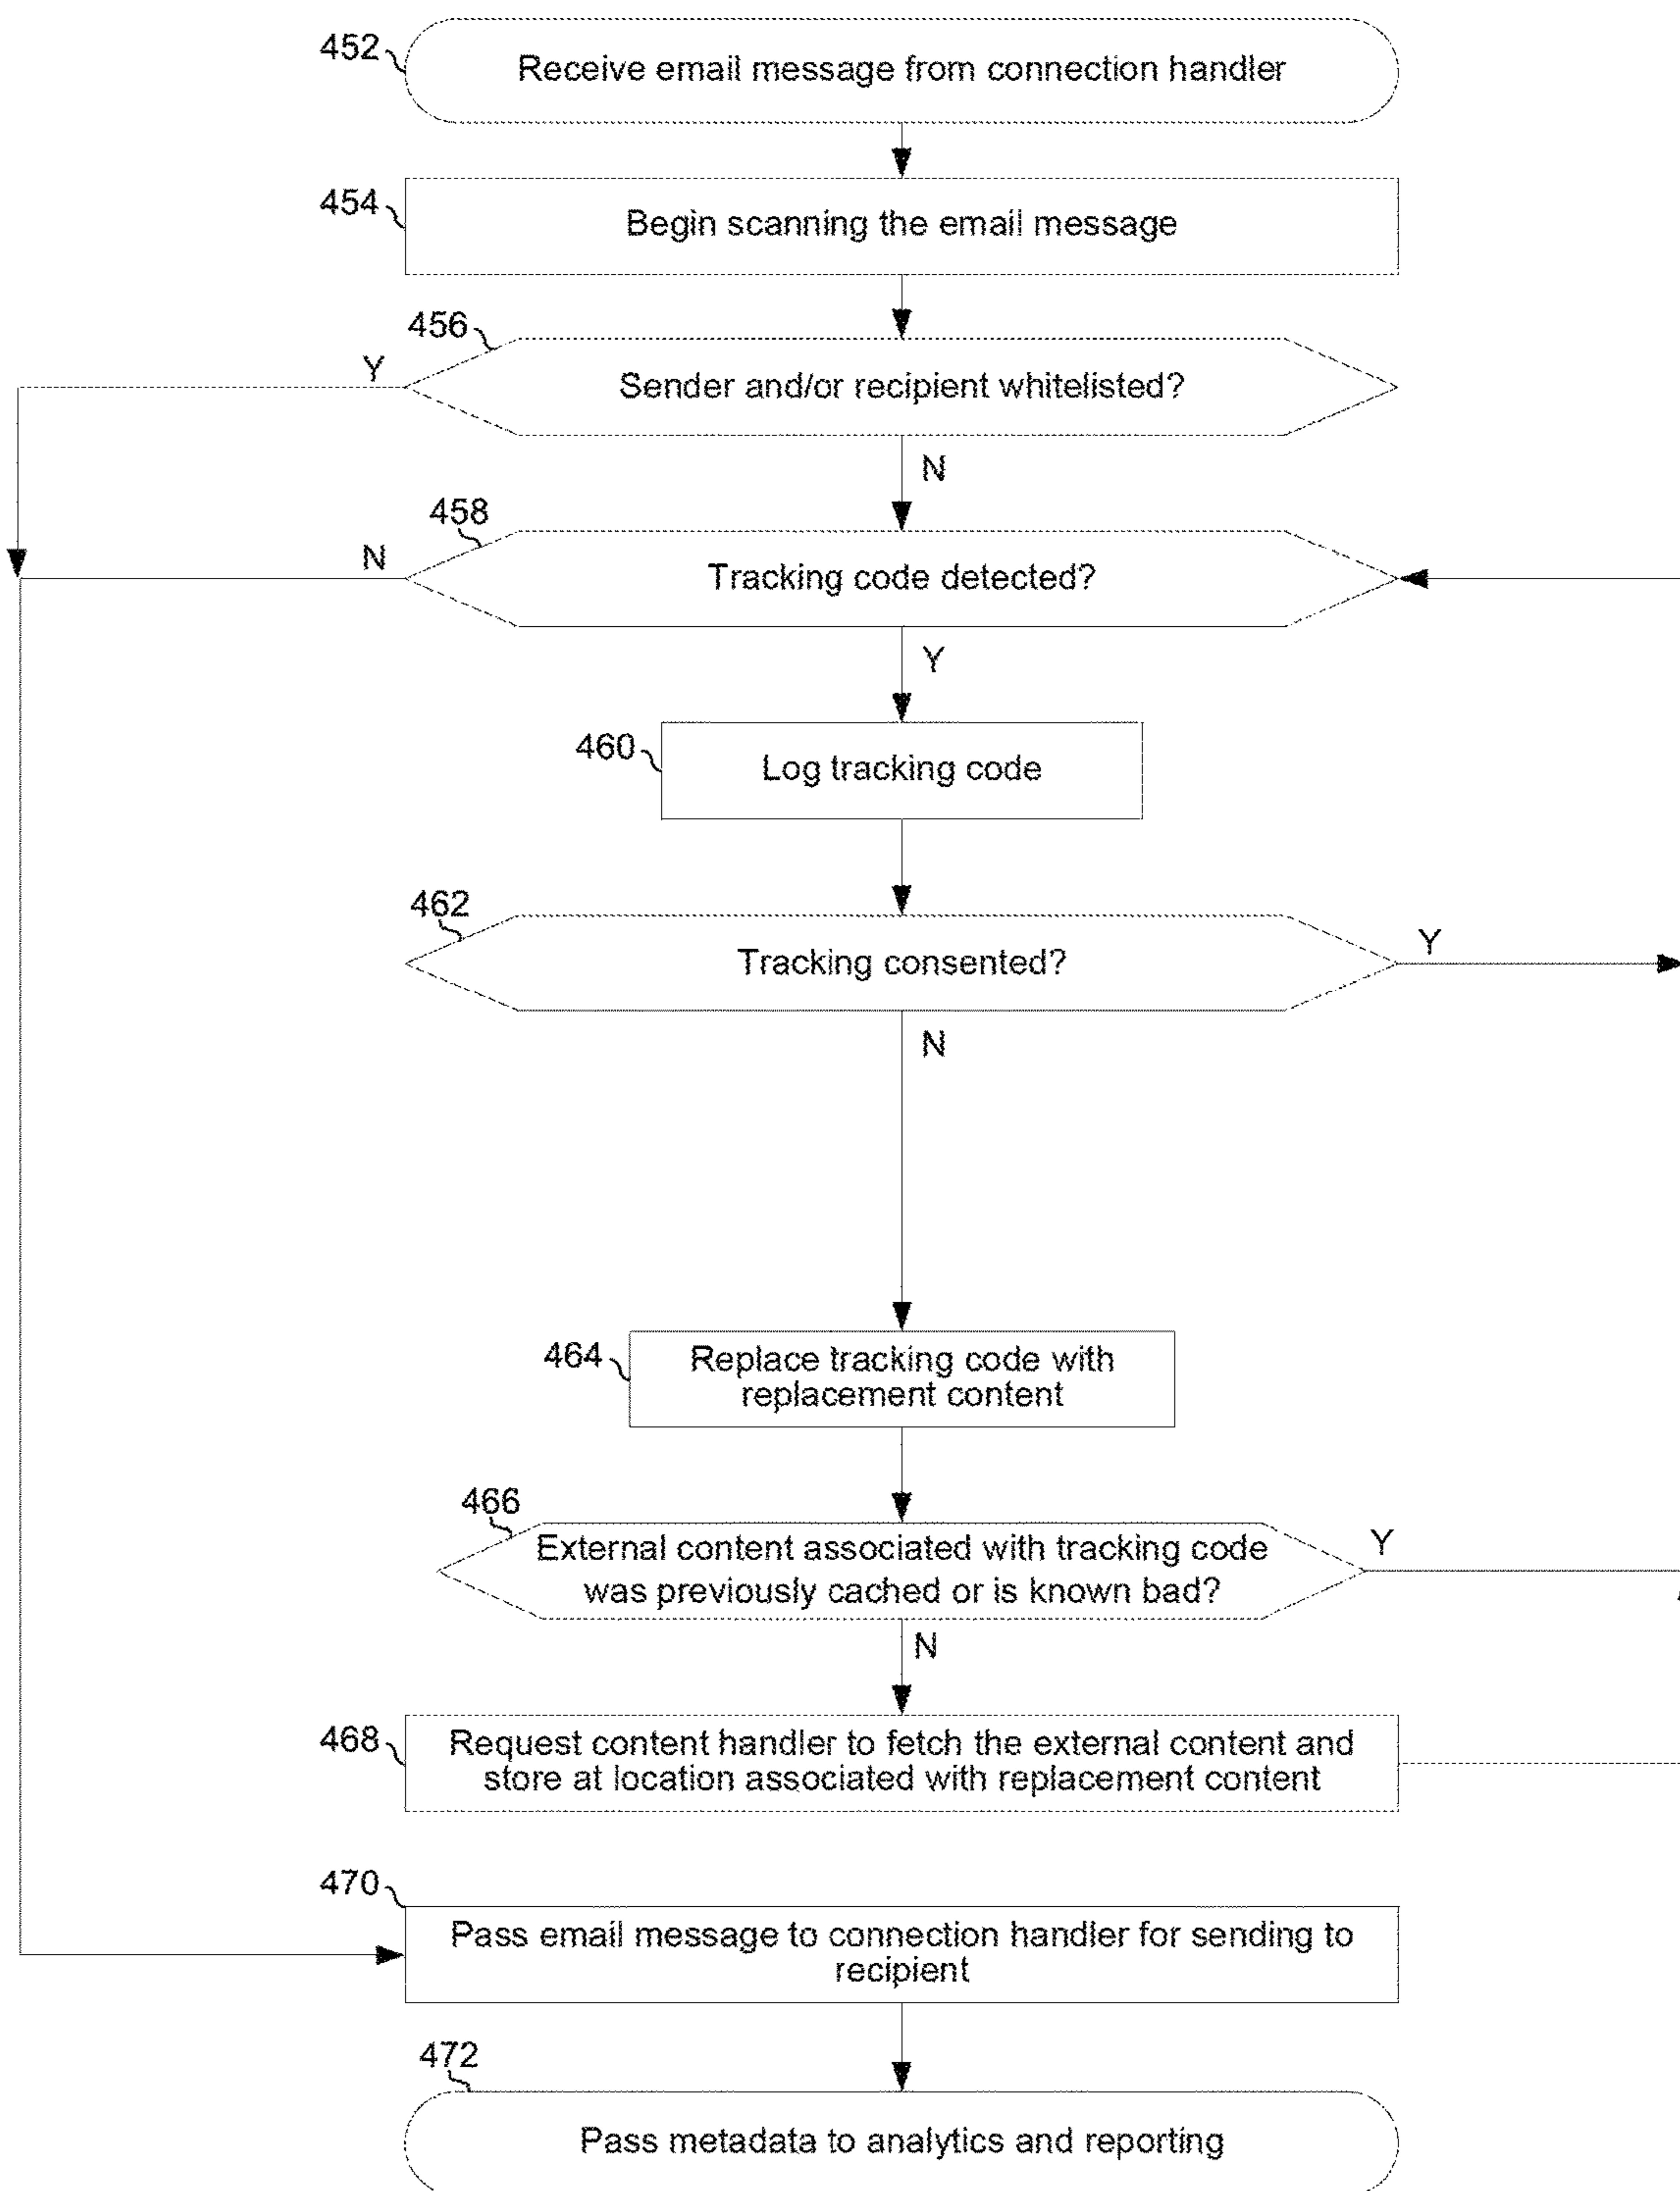 452
Receive email message from connection handler
454
Begin scanning the email message
456
Y
Sender and/or recipient whitelisted?
N
458
N
Tracking code detected?
Y
460
Log tracking code
462
Y
Tracking consented?
N
464
Replace tracking code with
replacement content
466
External content associated with tracking code
Y
was previously cached or is known bad?
N
468
Request content handler to fetch the external content and
store at location associated with replacement content
470
Pass email message to connection handler for sending to
recipient
472
Pass metadata to analytics and reporting